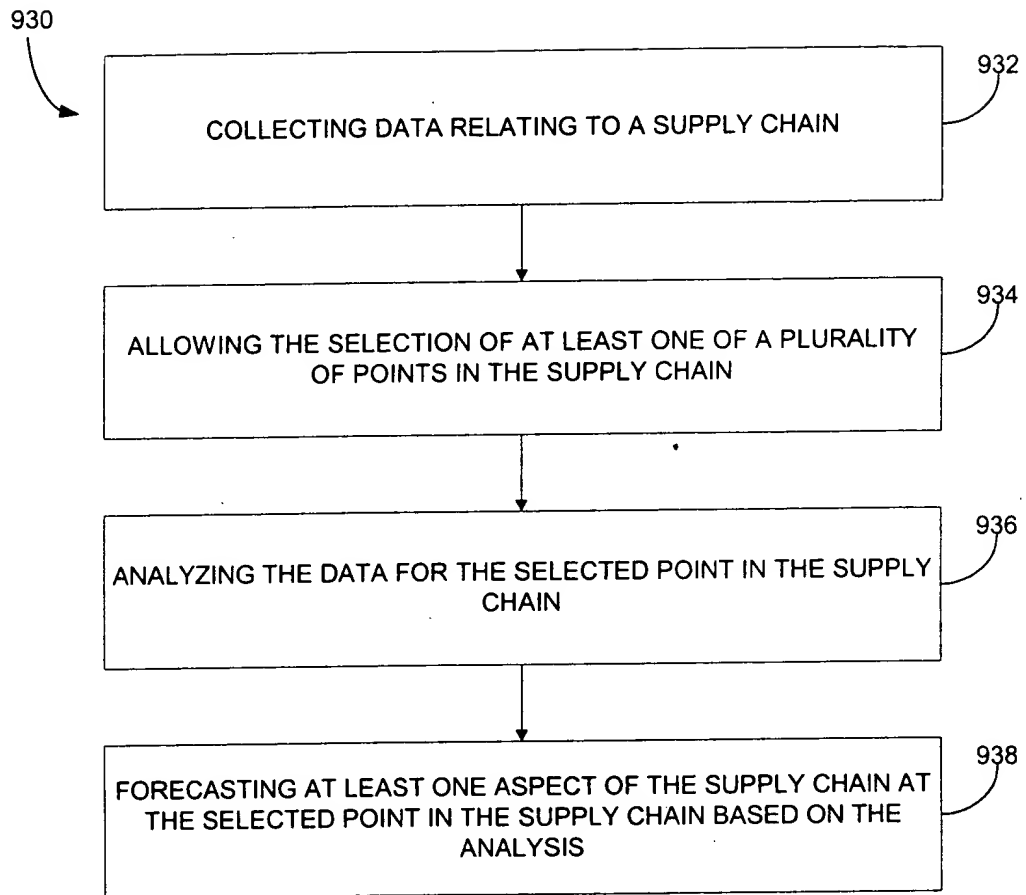 930
932
COLLECTING DATA RELATING TO A SUPPLY CHAIN
934
ALLOWING THE SELECTION OF AT LEAST ONE OF A PLURALITY
OF POINTS IN THE SUPPLY CHAIN
936
ANALYZING THE DATA FOR THE SELECTED POINT IN THE SUPPLY
CHAIN
938
FORECASTING AT LEAST ONE ASPECT OF THE SUPPLY CHAIN AT
THE SELECTED POINT IN THE SUPPLY CHAIN BASED ON THE
ANALYSIS